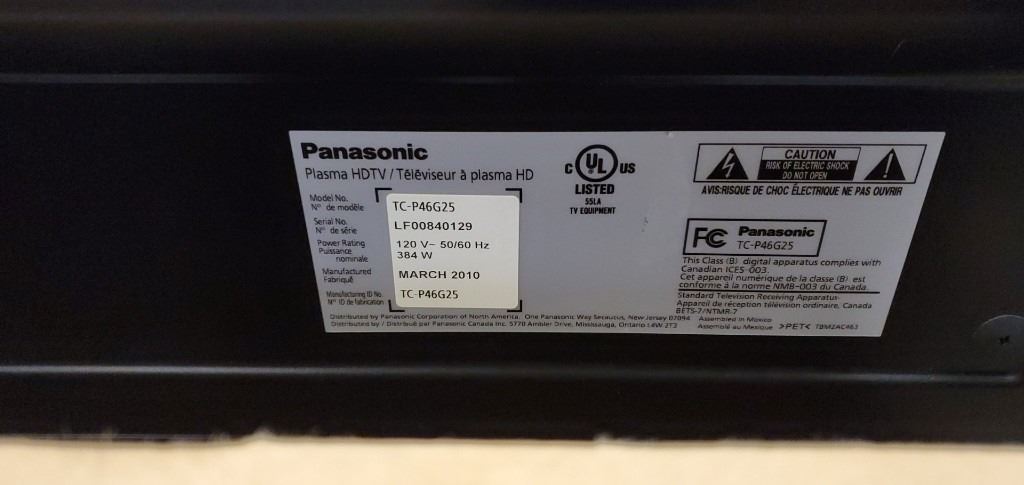 Panasonic
Plasma HDTV / Téléviseur à plasma HD
Model No.
Nº de modèle
TC-P46G25
Serial No.
Nº de série
LF00840129
Power Rating
Puissance
nominale
120 V~ 50/60 Hz
384 W
Manufactured
Fabriqué
MARCH 2010
Manufacturing ID No.
Nº ID de fabrication
TC-P46G25
C UL US
LISTED
55LA
TV EQUIPMENT
CAUTION
RISK OF ELECTRIC SHOCK
DO NOT OPEN
AVIS:RISQUE DE CHOC ÉLECTRIQUE NE PAS OUVRIR
FC Panasonic
TC-P46G25
This Class (B) digital apparatus complies with
Canadian ICES-003.
Cet appareil numérique de la classe (B) est
conforme à la norme NMB-003 du Canada.
Standard Television Receiving Apparatus-
Appareil de réception télévision ordinaire, Canada
BETS-7/NTMR-7
Distributed by Panasonic Corporation of North America. One Panasonic Way Secaucus, New Jersey 07094
Distributed by / Distribué par Panasonic Canada Inc. 5770 Ambler Drive, Mississauga, Ontario L4W 2T3
Assembled in Mexico
Assemblé au Mexique >PET< TBM2AC463